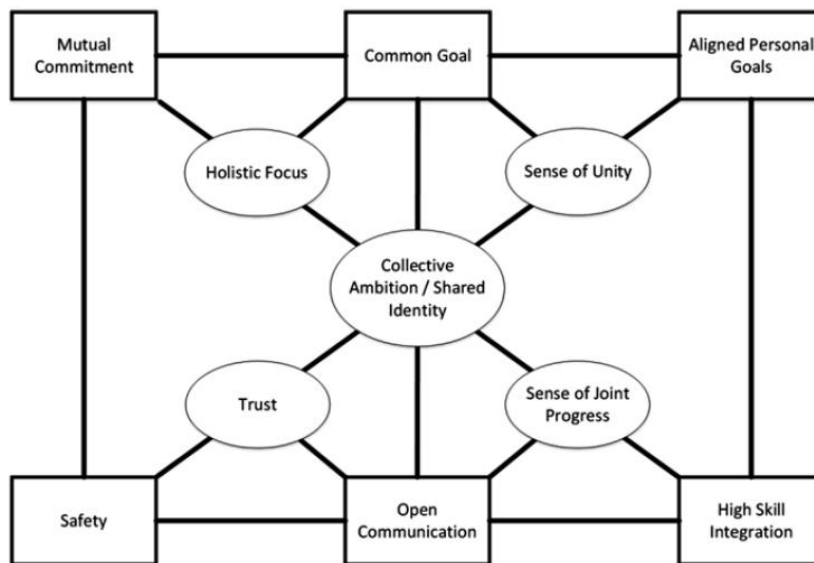 Mutual
Commitment
Common Goal
Aligned Personal
Goals
Holistic Focus
Sense of Unity
Collective
Ambition / Shared
Identity
Trust
Sense of Joint
Progress
Safety
Open
Communication
High Skill
Integration